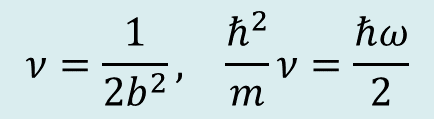 ν = 1/(2b²), ħ²/m ν = ħω/2